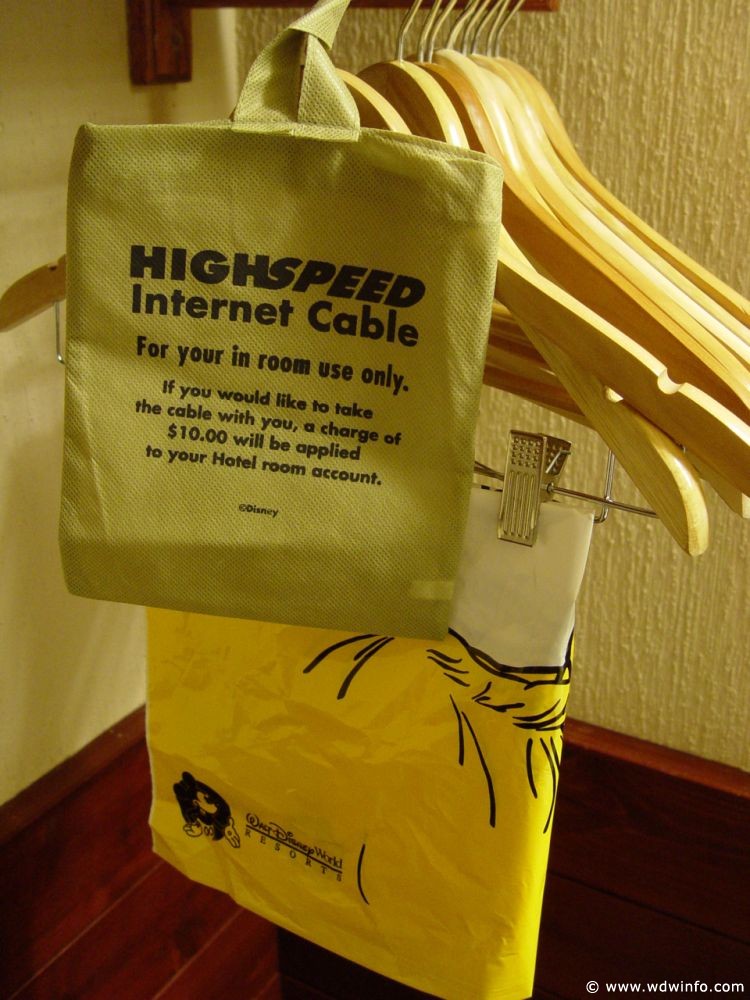 HIGHSPEED
Internet Cable
For your in room use only.
If you would like to take
the cable with you, a charge of
$10.00 will be applied
to your Hotel room account.
©Disney
Walt Disney World
RESORTS
© www.wdwinfo.com